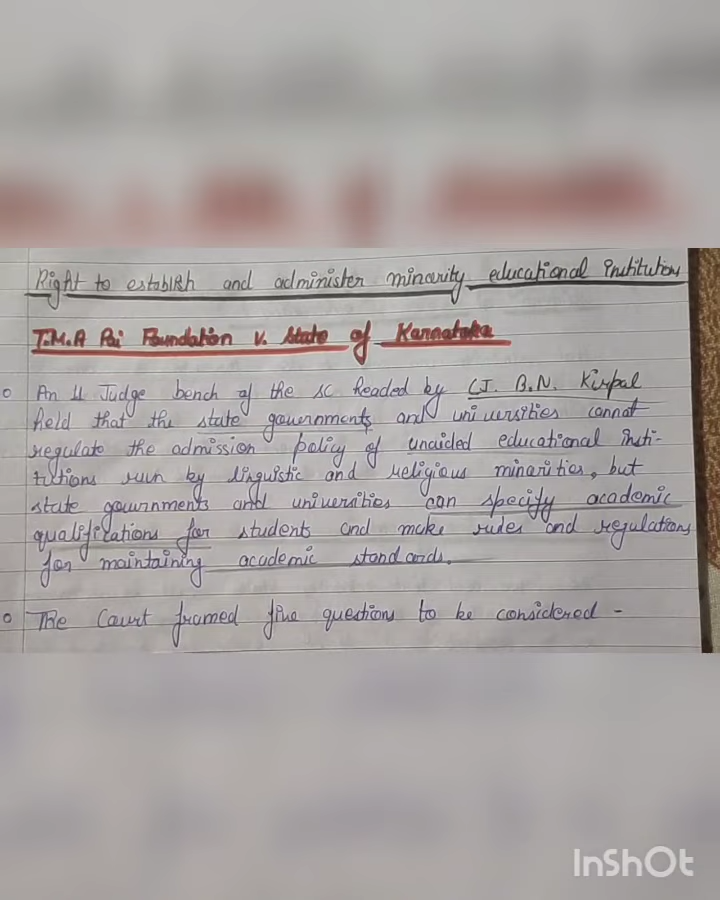 Right to establish and administer minority educational Institution
T.M.A Pai Foundation v. State of Karnataka
An 11 Judge bench of the SC headed by CJ. B.N. Kirpal
held that the state governments and universities cannot
regulate the admission policy of unaided educational insti-
tutions run by linguistic and religious minorities, but
state governments and universities can specify academic
qualifications for students and make rules and regulations
for maintaining academic standards.
The Court framed five questions to be considered -
InShOt